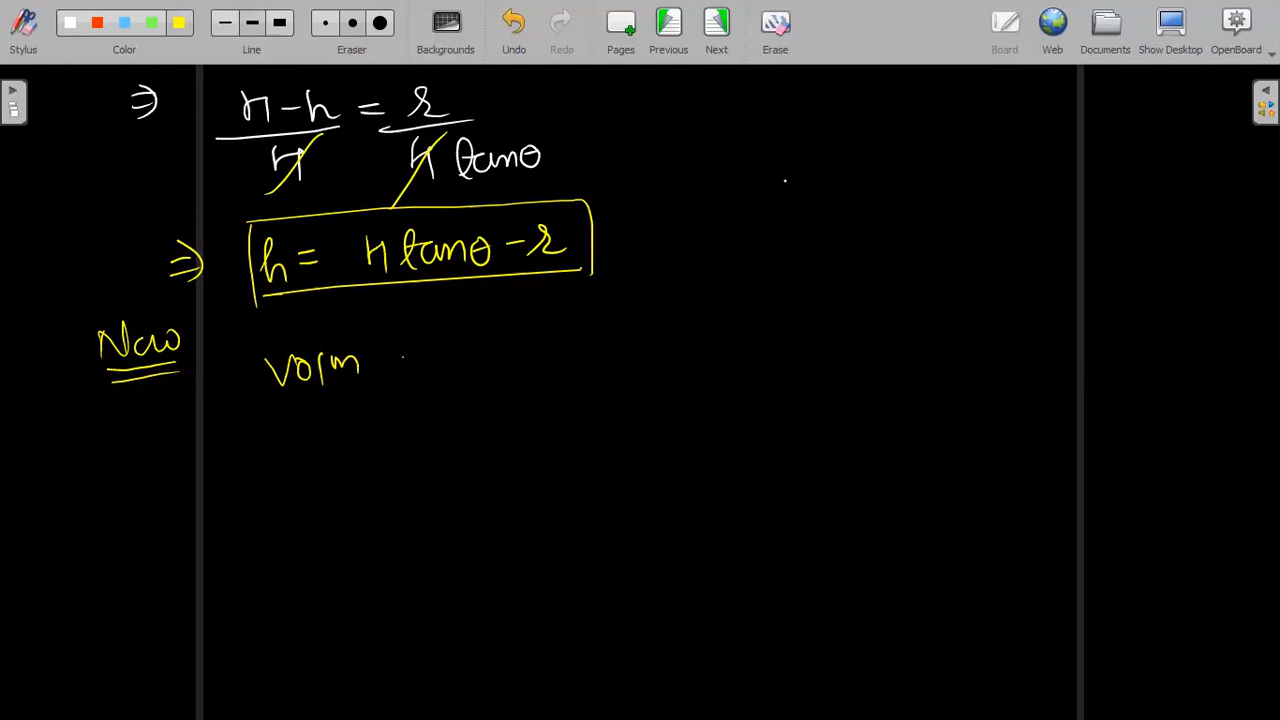 Stylus Color Line Eraser Backgrounds Undo Redo Pages Previous Next Erase Board Web Documents Show Desktop OpenBoard
⇒ H-h = r
H H tanθ
⇒ h = H tanθ - r
Now Volm